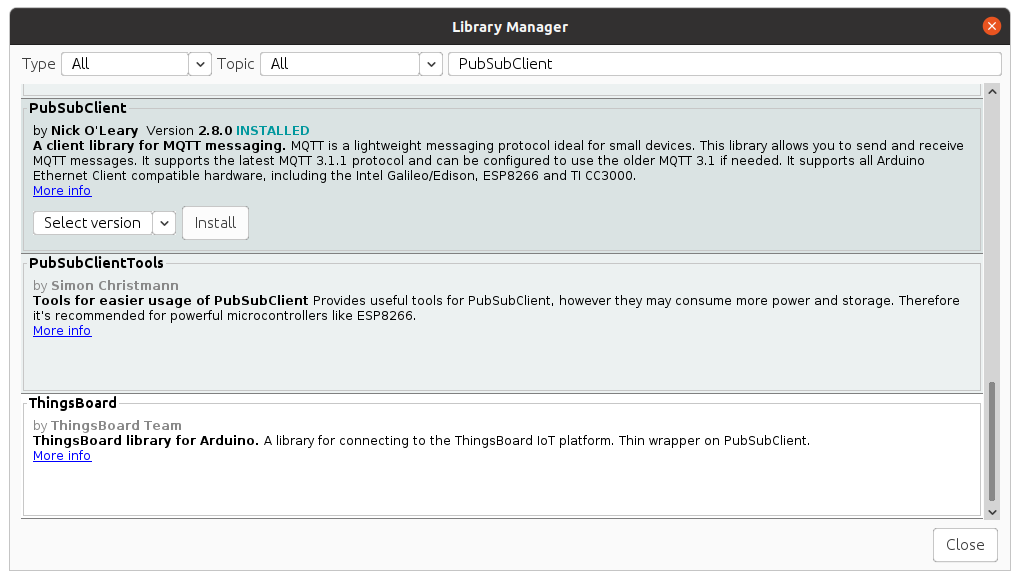 Library Manager
Type All Topic All PubSubClient
PubSubClient
by Nick O'Leary Version 2.8.0 INSTALLED
A client library for MQTT messaging. MQTT is a lightweight messaging protocol ideal for small devices. This library allows you to send and receive
MQTT messages. It supports the latest MQTT 3.1.1 protocol and can be configured to use the older MQTT 3.1 if needed. It supports all Arduino
Ethernet Client compatible hardware, including the Intel Galileo/Edison, ESP8266 and TI CC3000.
More info
Select version Install
PubSubClientTools
by Simon Christmann
Tools for easier usage of PubSubClient Provides useful tools for PubSubClient, however they may consume more power and storage. Therefore
it's recommended for powerful microcontrollers like ESP8266.
More info
ThingsBoard
by ThingsBoard Team
ThingsBoard library for Arduino. A library for connecting to the ThingsBoard IoT platform. Thin wrapper on PubSubClient.
More info
Close